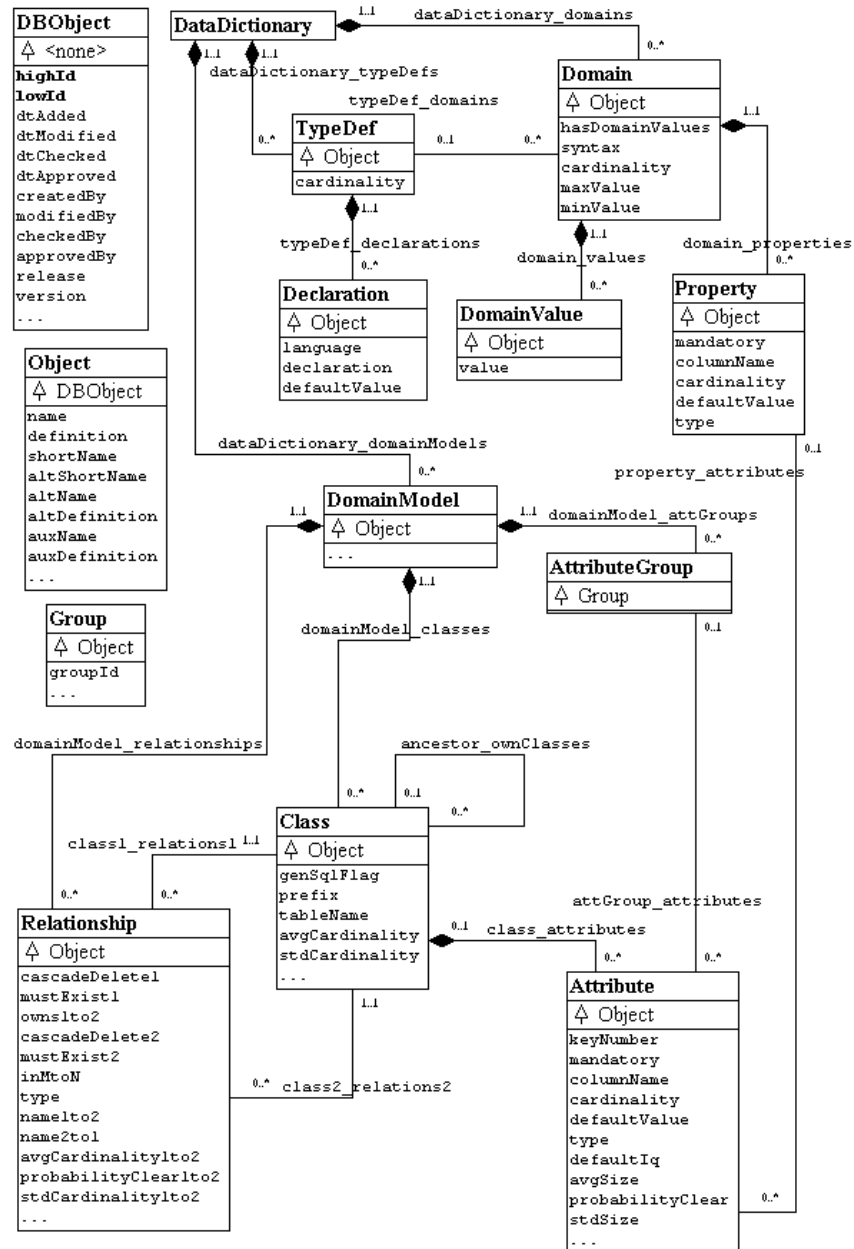 DBObject
<none>
highId
lowId
dtAdded
dtModified
dtChecked
dtApproved
createdBy
modifiedBy
checkedBy
approvedBy
release
version
...
DataDictionary
1..1
dataDictionary_domains
0..*
1..1
1..1
dataDictionary_typeDefs
Domain
Object
hasDomainValues
syntax
cardinality
maxValue
minValue
1..1
typeDef_domains
0..*
0..1
0..*
TypeDef
Object
cardinality
1..1
typeDef_declarations
0..*
1..1
domain_values
0..*
domain_properties
0..*
Declaration
Object
language
declaration
defaultValue
DomainValue
Object
value
Property
Object
mandatory
columnName
cardinality
defaultValue
type
0..1
property_attributes
Object
DBObject
name
definition
shortName
altShortName
altName
altDefinition
auxName
auxDefinition
...
dataDictionary_domainModels
0..*
DomainModel
Object
...
1..1
1..1
domainModel_attGroups
0..*
1..1
AttributeGroup
Group
0..1
Group
Object
groupId
...
domainModel_classes
domainModel_relationships
ancestor_ownClasses
0..*
0..1
0..*
Class
Object
genSqlFlag
prefix
tableName
avgCardinality
stdCardinality
...
class1_relations1
1..1
0..*
0..*
attGroup_attributes
0..1
class_attributes
0..*
0..*
1..1
Relationship
Object
cascadeDelete1
mustExist1
owns1to2
cascadeDelete2
mustExist2
inMtoN
type
name1to2
name2to1
avgCardinality1to2
probabilityClear1to2
stdCardinality1to2
...
0..*
class2_relations2
Attribute
Object
keyNumber
mandatory
columnName
cardinality
defaultValue
type
defaultIq
avgSize
probabilityClear
stdSize
...
0..*